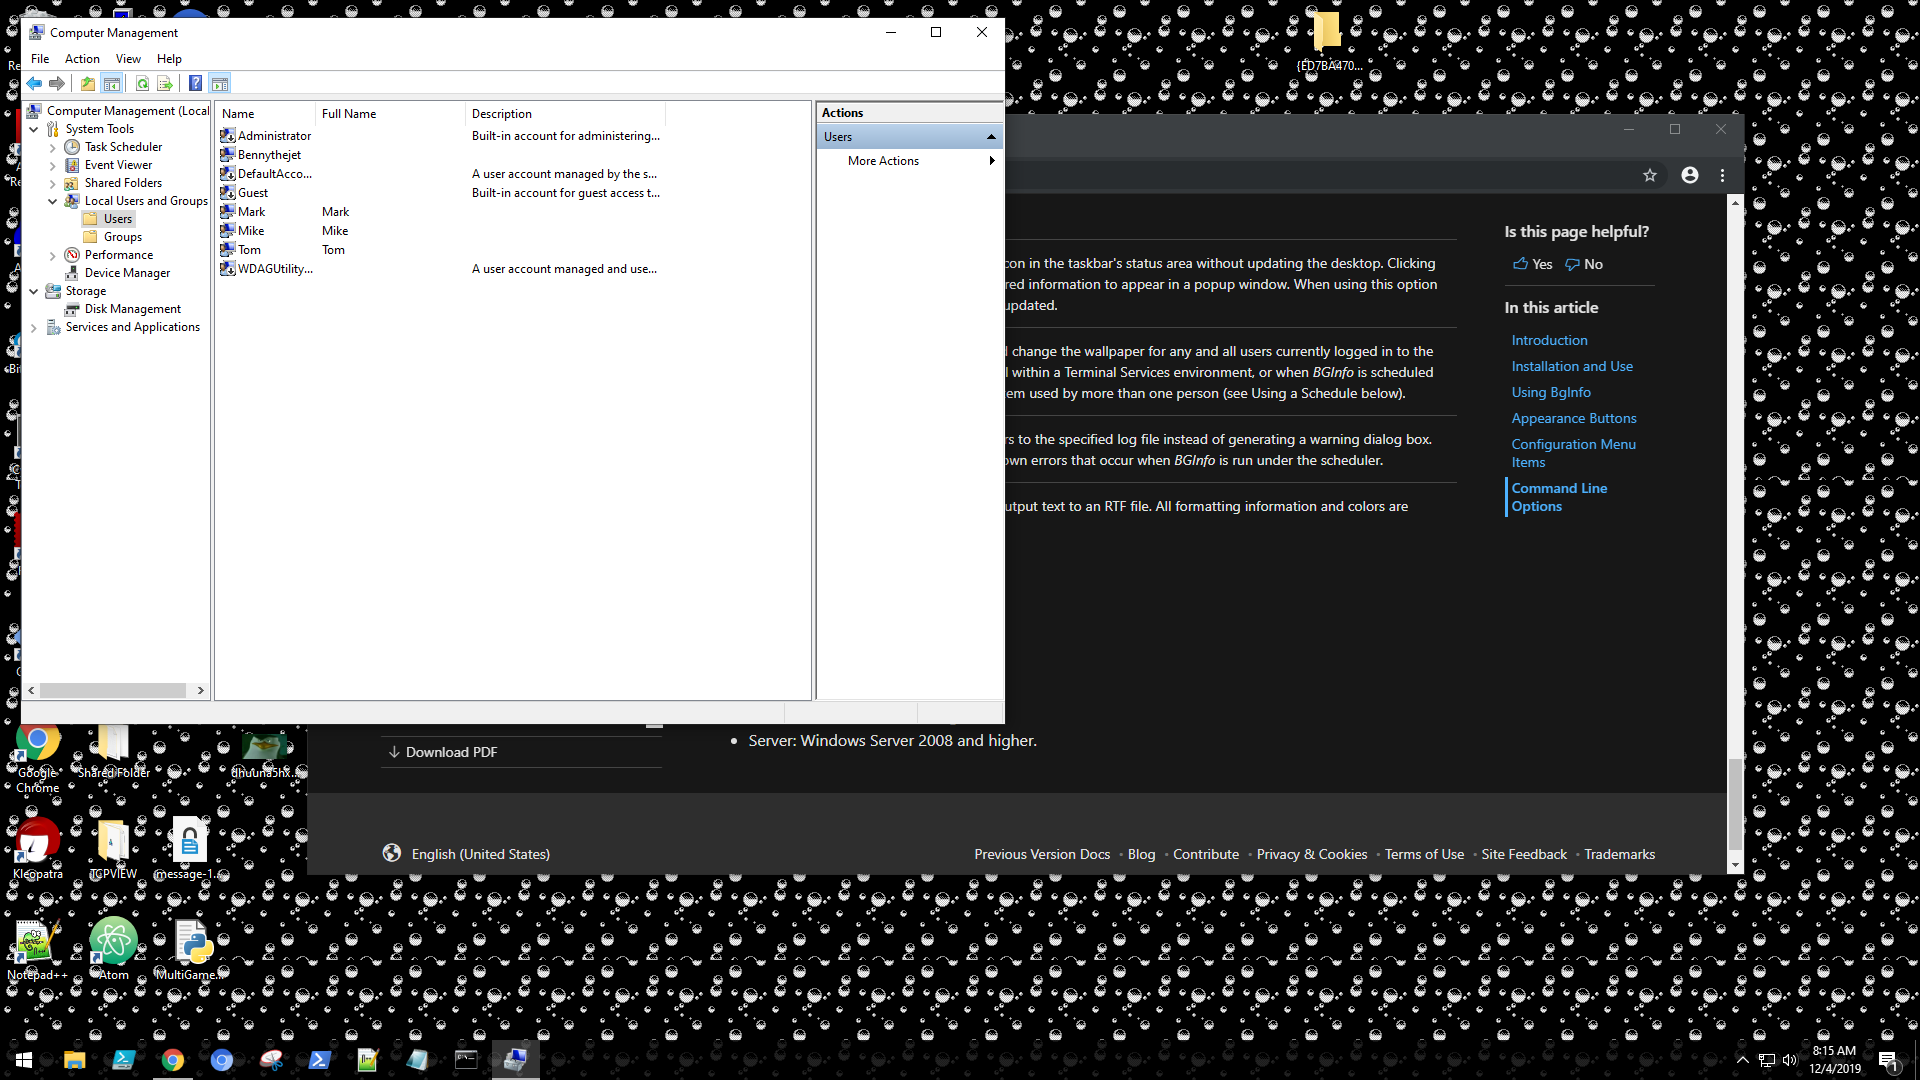 Computer Management
File Action View Help
Computer Management (Local
System Tools
Task Scheduler
Event Viewer
Shared Folders
Local Users and Groups
Users
Groups
Performance
Device Manager
Storage
Disk Management
Services and Applications
Name Full Name Description
Administrator Built-in account for administering...
Bennythejet
DefaultAcco... A user account managed by the s...
Guest Built-in account for guest access t...
Mark Mark
Mike Mike
Tom Tom
WDAGUtility... A user account managed and use...
Actions
Users
More Actions
{ED7BA470...
con in the taskbar's status area without updating the desktop. Clicking
red information to appear in a popup window. When using this option
updated.
l change the wallpaper for any and all users currently logged in to the
l within a Terminal Services environment, or when BGInfo is scheduled
em used by more than one person (see Using a Schedule below).
rs to the specified log file instead of generating a warning dialog box.
own errors that occur when BGInfo is run under the scheduler.
utput text to an RTF file. All formatting information and colors are
Is this page helpful?
Yes No
In this article
Introduction
Installation and Use
Using BgInfo
Appearance Buttons
Configuration Menu
Items
Command Line
Options
Server: Windows Server 2008 and higher.
Download PDF
English (United States)
Previous Version Docs • Blog • Contribute • Privacy & Cookies • Terms of Use • Site Feedback • Trademarks
Google
Chrome
Shared Folder
dhuuna5hx...
Kleopatra
TCPVIEW
message-1...
Notepad++
Atom
MultiGame...
8:15 AM
12/4/2019
1